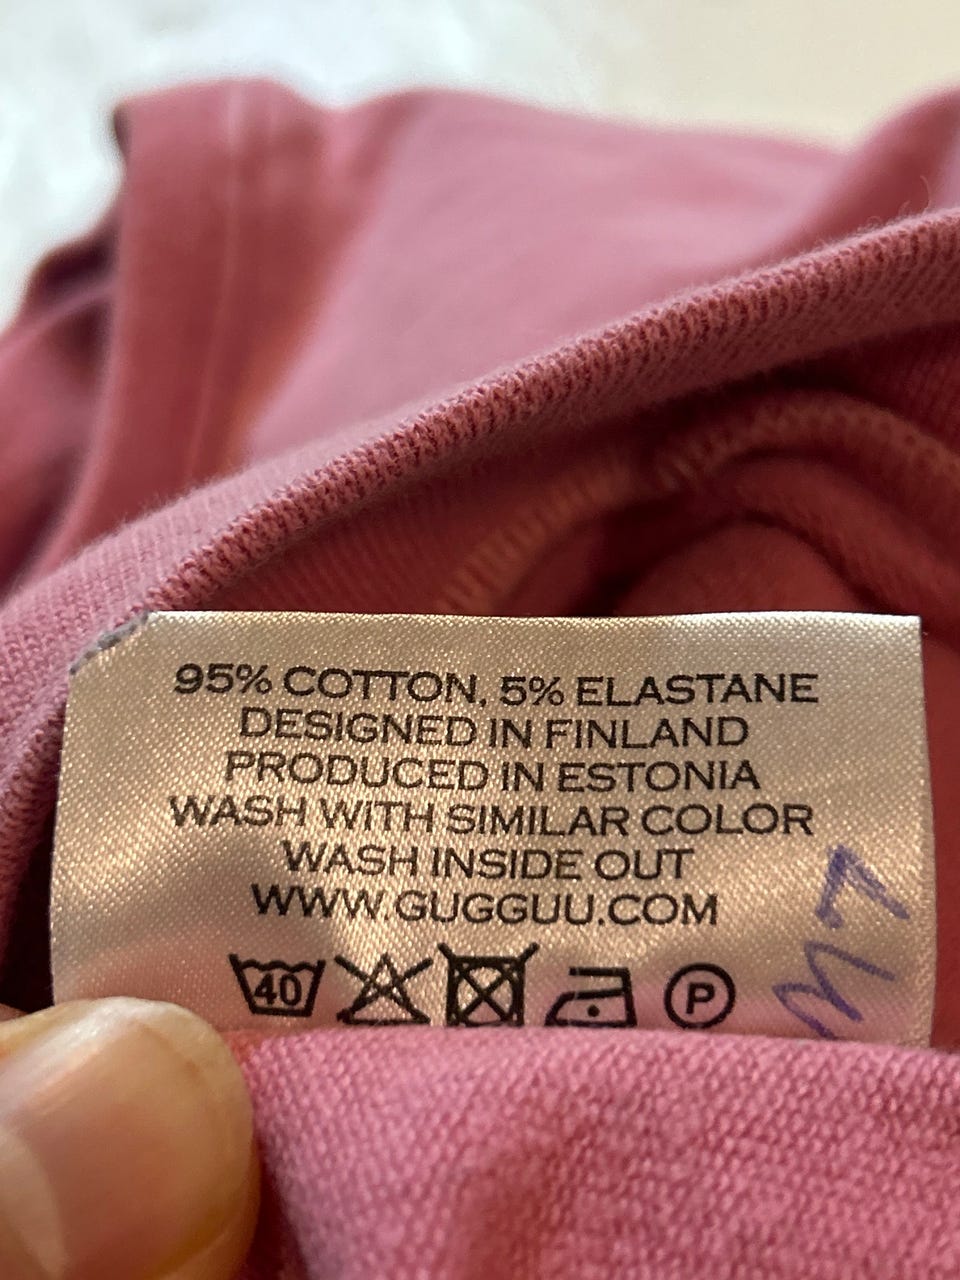 95% COTTON, 5% ELASTANE
DESIGNED IN FINLAND
PRODUCED IN ESTONIA
WASH WITH SIMILAR COLOR
WASH INSIDE OUT
WWW.GUGGUU.COM
40 P